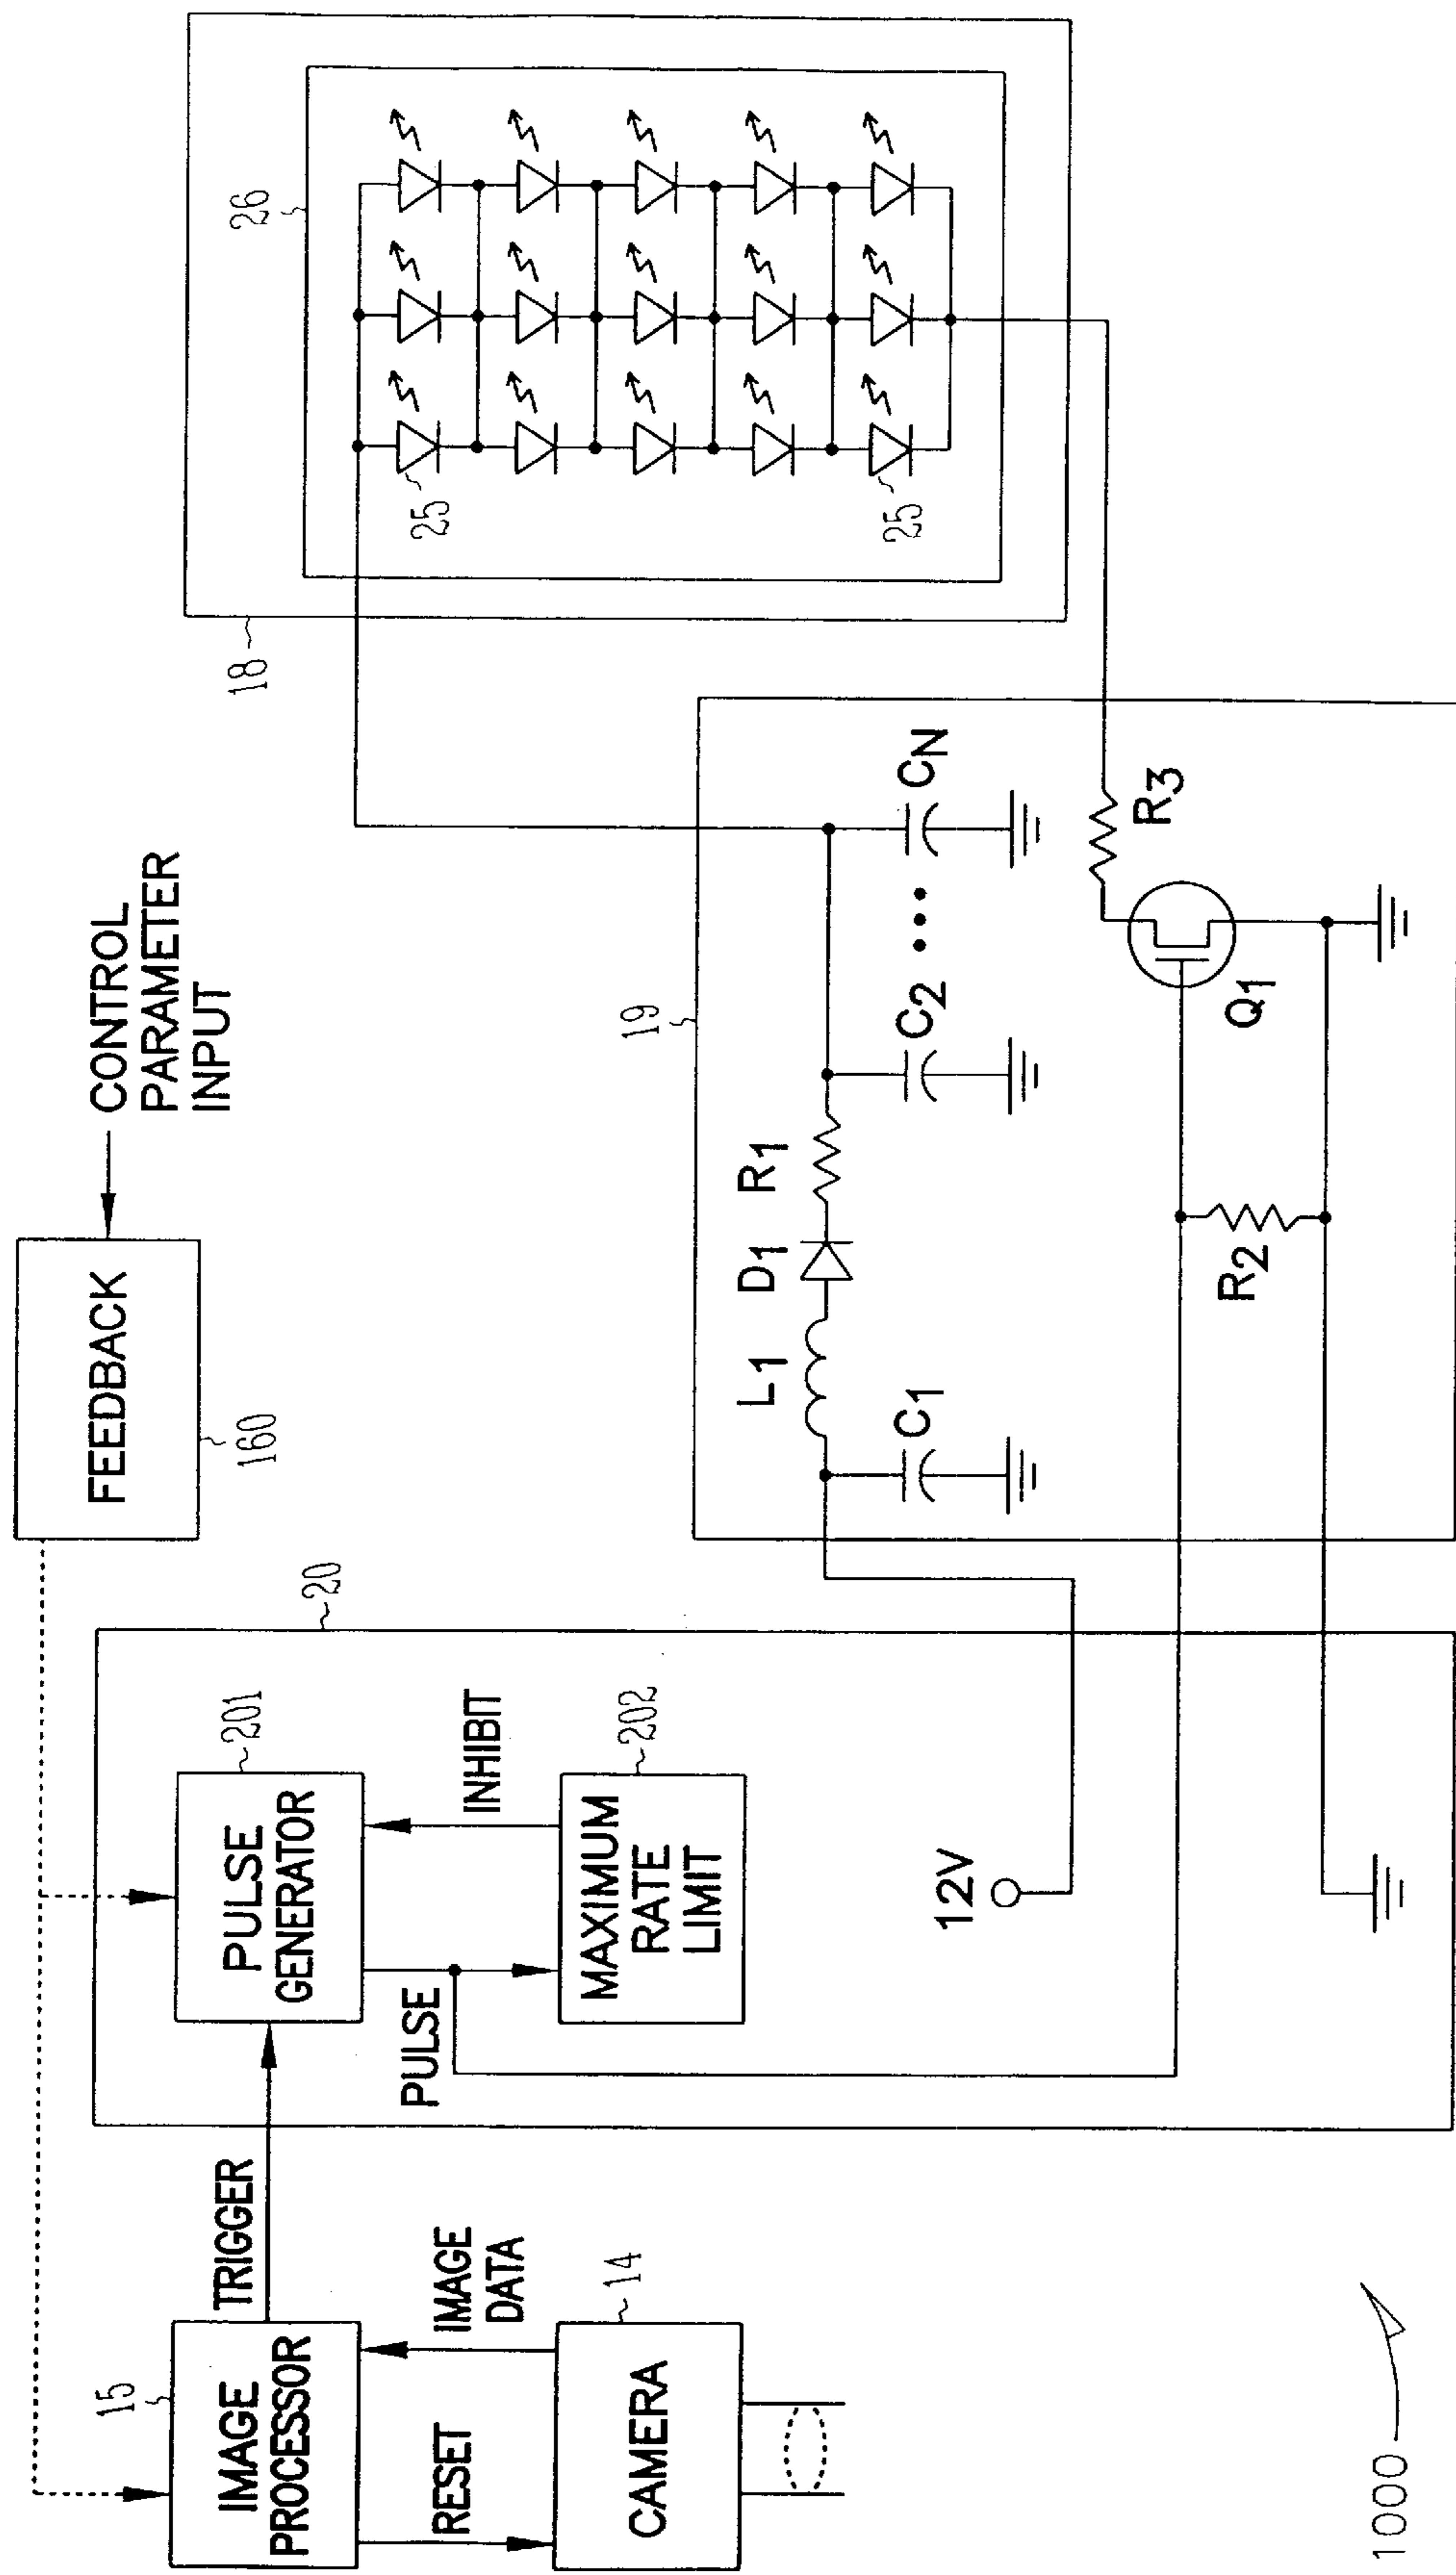 FEEDBACK
160
CONTROL
PARAMETER
INPUT
15
IMAGE
PROCESSOR
TRIGGER
RESET
IMAGE
DATA
CAMERA
14
20
PULSE
GENERATOR
201
PULSE
INHIBIT
MAXIMUM
RATE
LIMIT
202
12V
19
L1
D1
R1
C1
C2
CN
R2
Q1
R3
18
26
25
25
1000